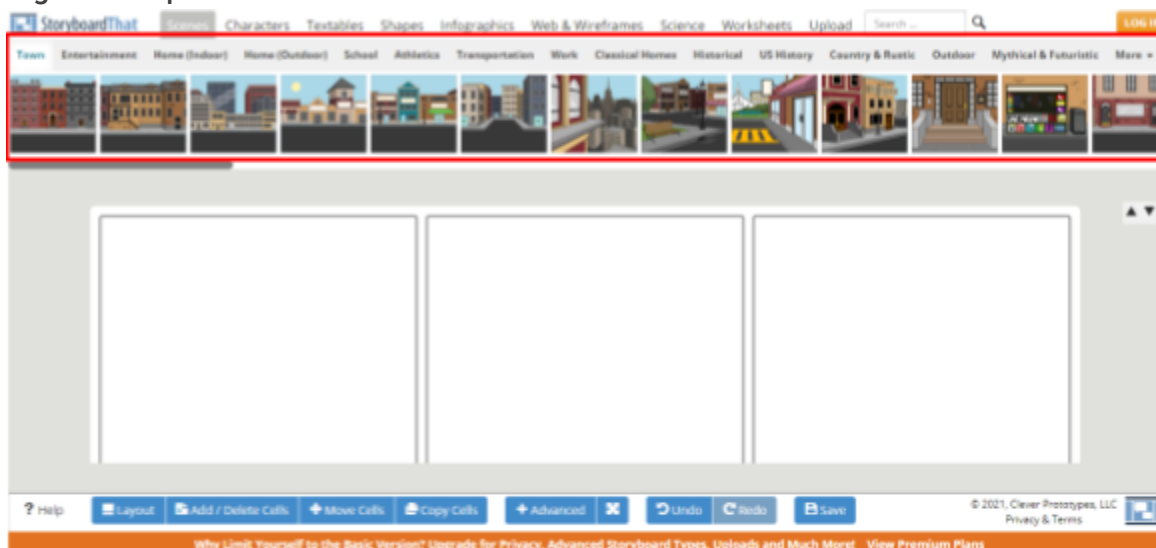 StoryboardThat Scenes Characters Textables Shapes Infographics Web & Wireframes Science Worksheets Upload Search ... LOG I
Town Entertainment Home (Indoor) Home (Outdoor) School Athletics Transportation Work Classical Homes Historical US History Country & Rustic Outdoor Mythical & Futuristic More
? Help Layout Add / Delete Cells Move Cells Copy Cells Advanced Undo Redo Save © 2021, Clever Prototypes, LLC
Privacy & Terms
Why Limit Yourself to the Basic Version? Upgrade for Privacy, Advanced Storyboard Types, Uploads and Much More! View Premium Plans